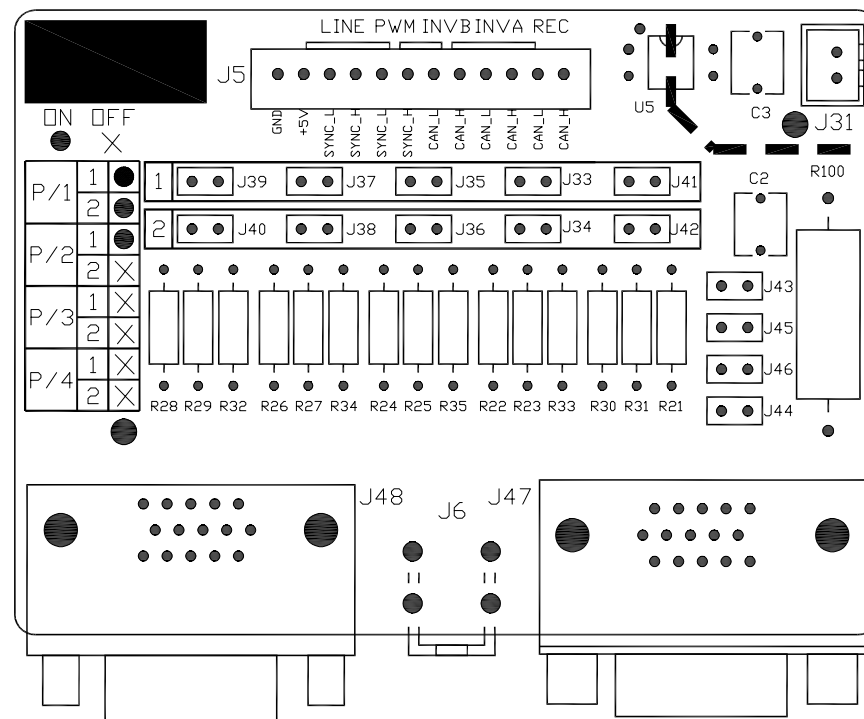 LINE PWM INVB INVA REC
J5
U5
C3
J31
GND +5V SYNC_L SYNC_H SYNC_L SYNC_H CAN_L CAN_H CAN_L CAN_H CAN_L CAN_H
ON OFF
X
P/1 1
2
P/2 1
2 X
P/3 1 X
2 X
P/4 1 X
2 X
1 J39 J37 J35 J33 J41
2 J40 J38 J36 J34 J42
C2
R100
J43
J45
J46
J44
R28 R29 R32 R26 R27 R34 R24 R25 R35 R22 R23 R33 R30 R31 R21
J48
J6
J47